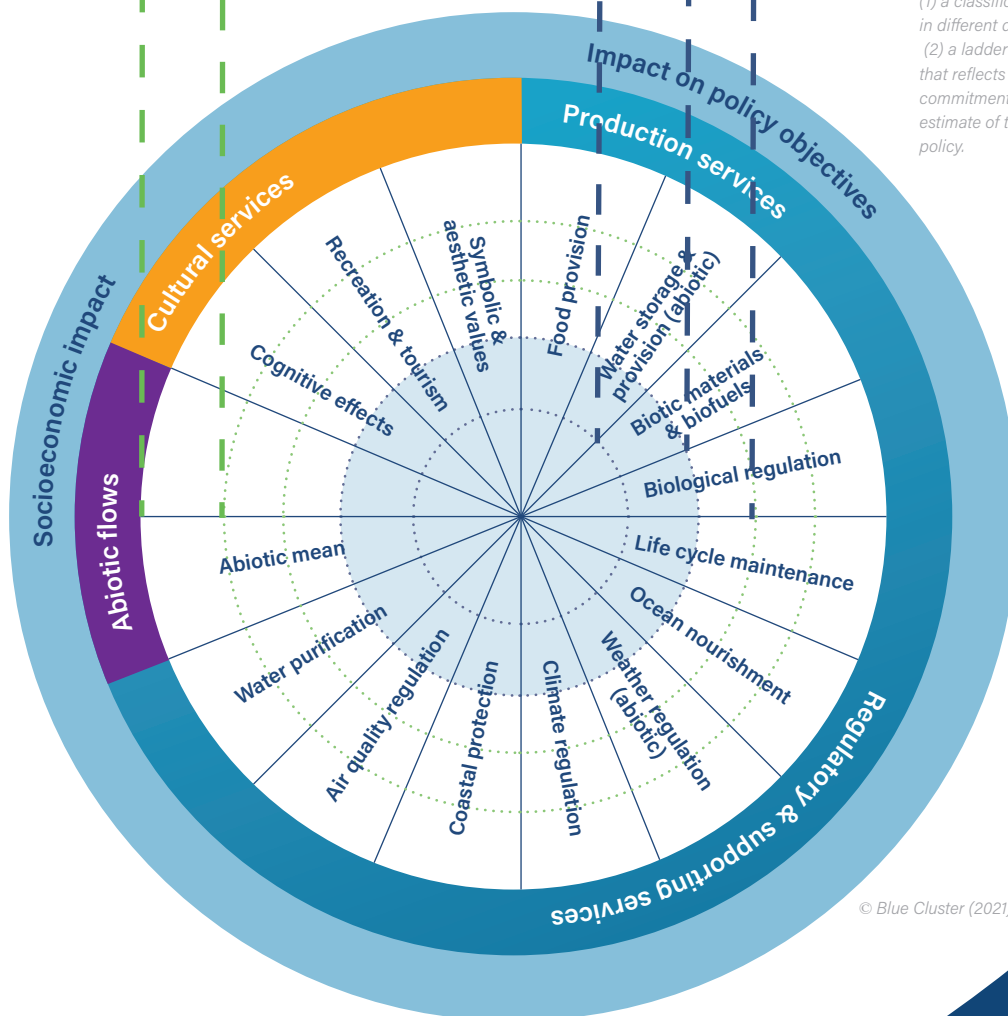 (1) a classific
in different c
(2) a ladder
that reflects
commitment
estimate of t
policy.
Impact on policy objectives
Production services
Cultural services
Socioeconomic impact
Abiotic flows
Regulatory & supporting services
Recreation & tourism
Symbolic &
aesthetic values
Food provision
Water storage &
provision (abiotic)
Biotic materials
& biofuels
Cognitive effects
Biological regulation
Abiotic mean
Life cycle maintenance
Water purification
Ocean nourishment
Air quality regulation
Coastal protection
Climate regulation
Weather regulation
(abiotic)
© Blue Cluster (2021)